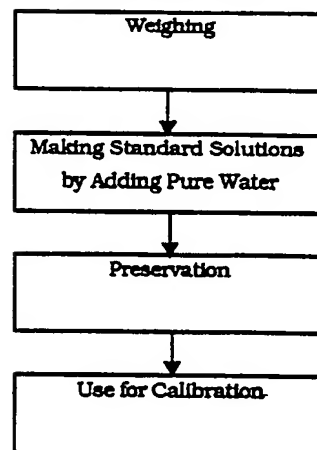 Weighing
Making Standard Solutions
by Adding Pure Water
Preservation
Use for Calibration